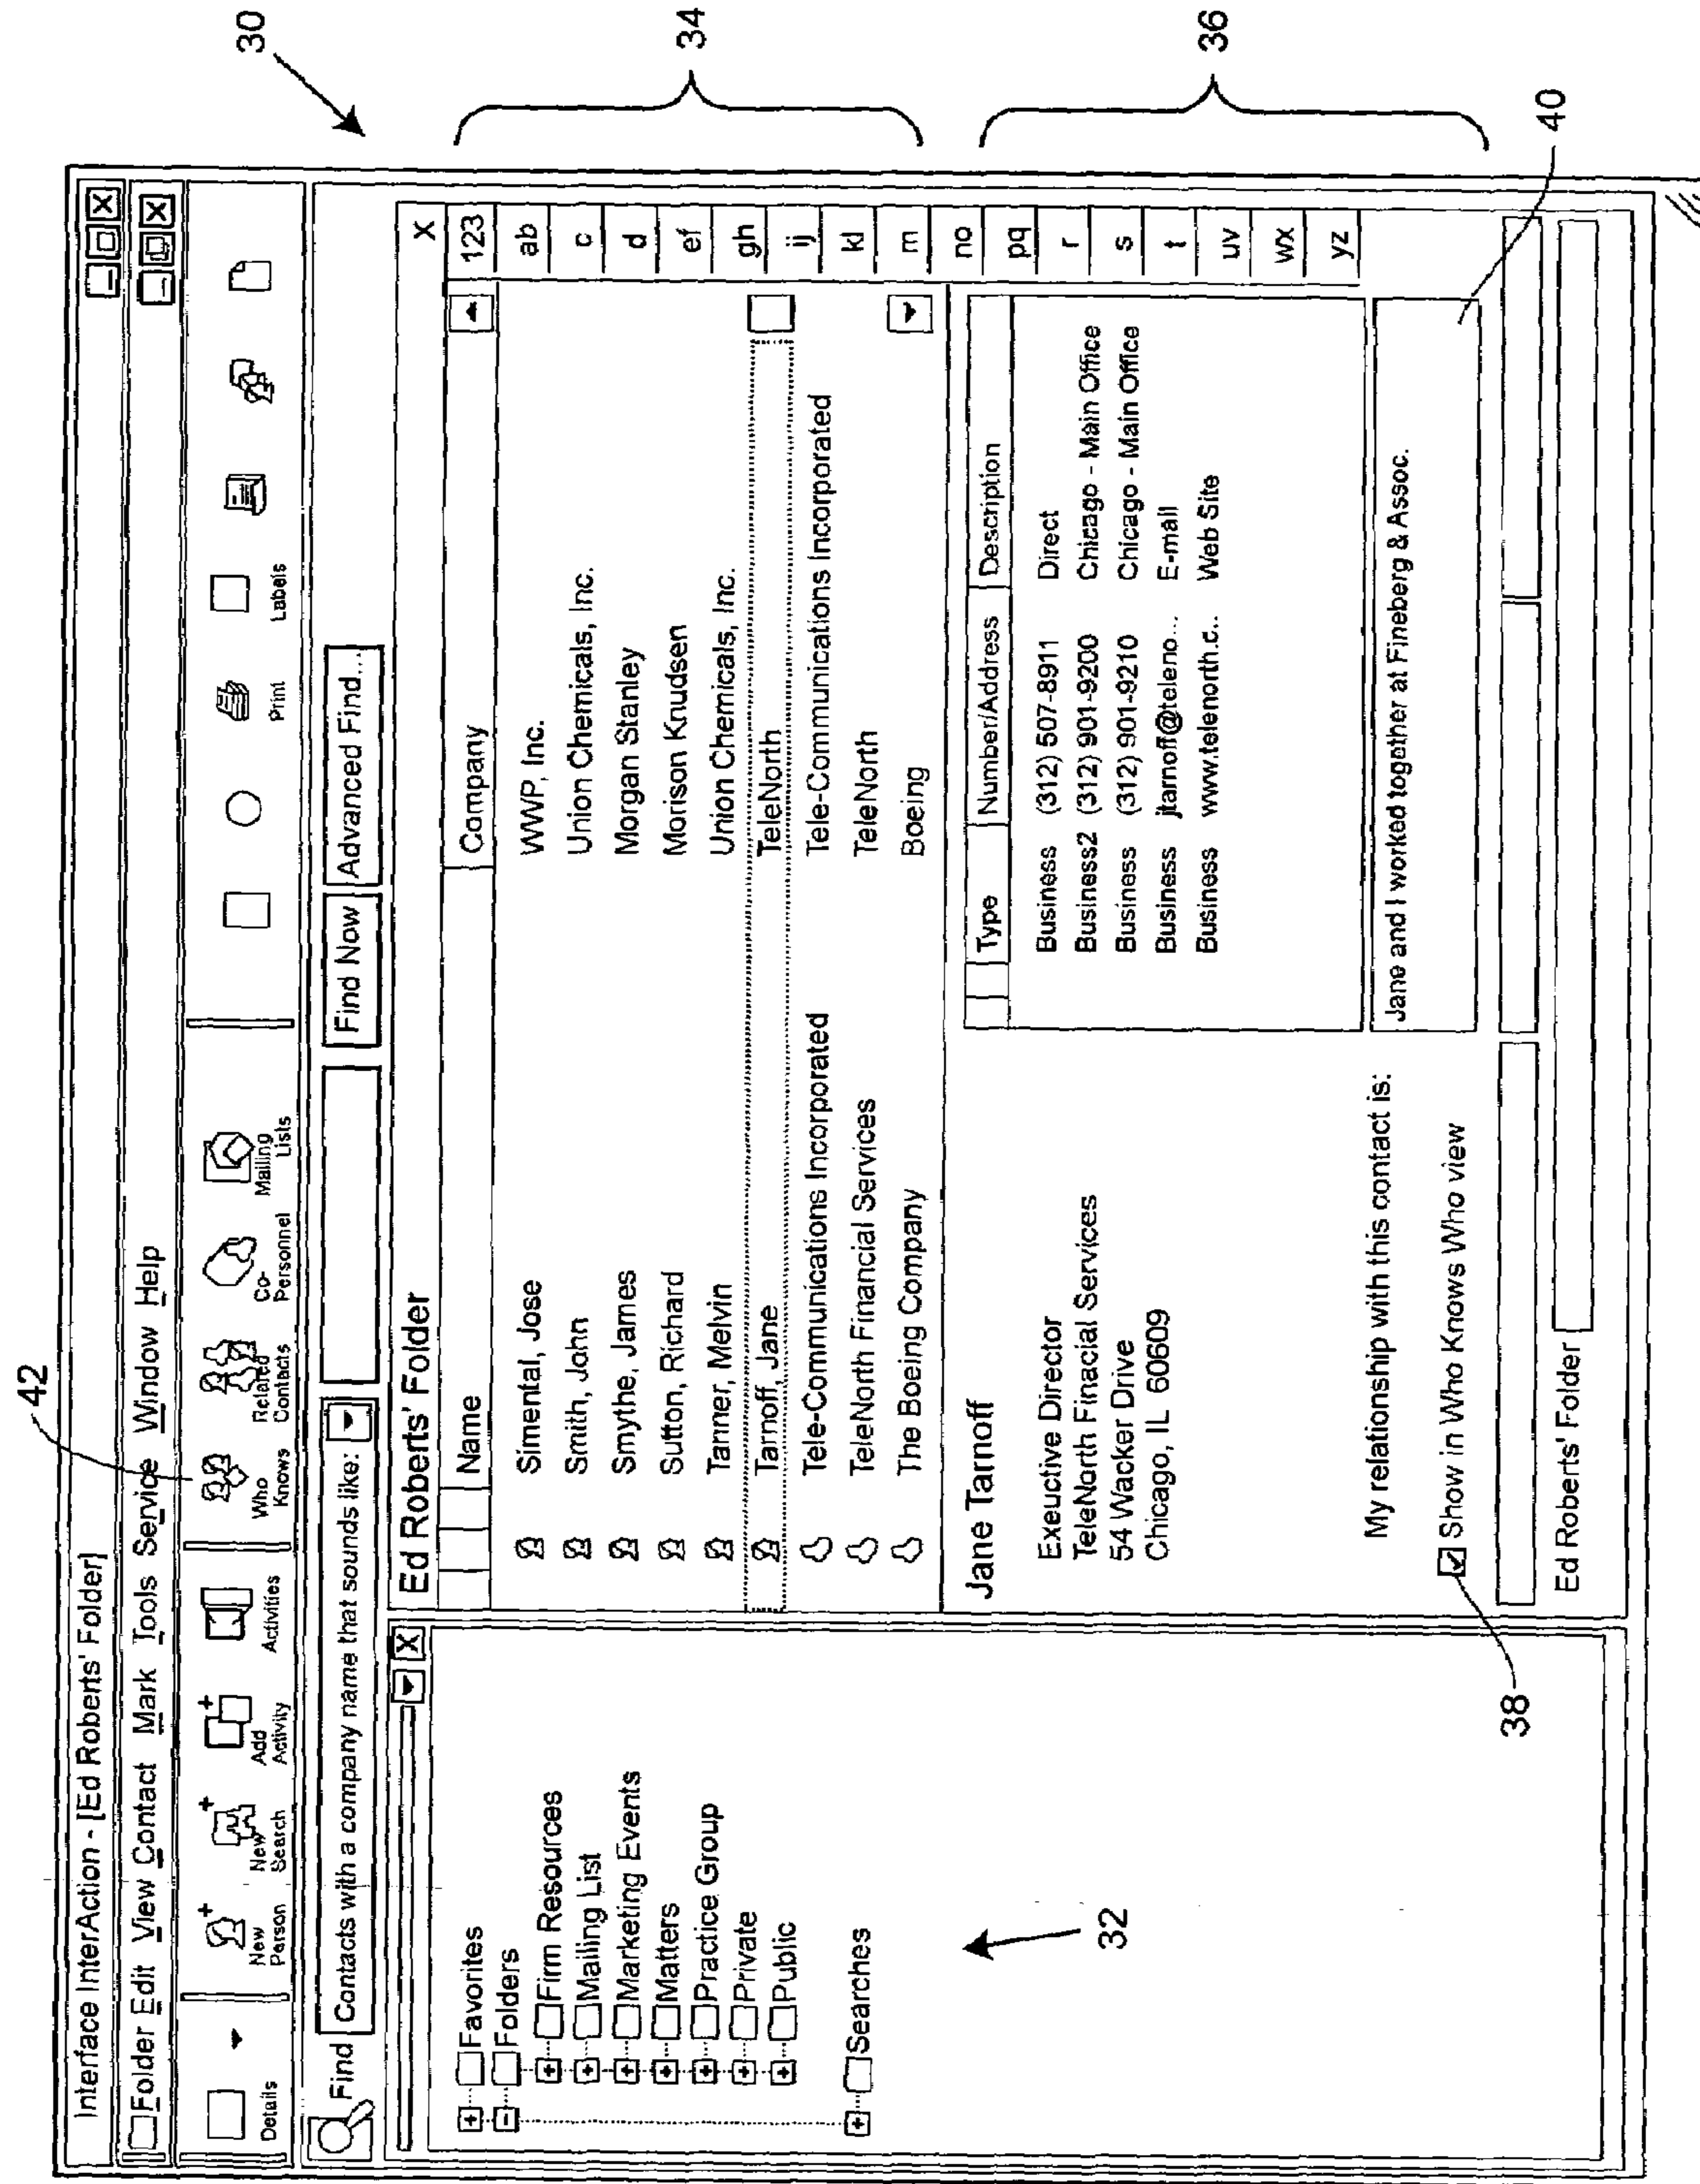 42
30
Interface InterAction - [Ed Roberts' Folder]
Folder Edit View Contact Mark Tools Service Window Help
Details
New Person
New Search
Add Activity
Activities
Who Knows
Related Contacts
Co-Personnel
Mailing Lists
Print
Labels
Find Contacts with a company name that sounds like: Find Now Advanced Find...
Favorites
Folders
Firm Resources
Mailing List
Marketing Events
Matters
Practice Group
Private
Public
Searches
32
Ed Roberts' Folder X
Name Company
Simental, Jose WWP, Inc.
Smith, John Union Chemicals, Inc.
Smythe, James Morgan Stanley
Sutton, Richard Morison Knudsen
Tanner, Melvin Union Chemicals, Inc.
Tarnoff, Jane TeleNorth
Tele-Communications Incorporated Tele-Communications Incorporated
TeleNorth Financial Services TeleNorth
The Boeing Company Boeing
123
ab
c
d
ef
gh
ij
kl
m
no
pq
r
s
t
uv
wx
yz
34
Jane Tarnoff
Exeuctive Director
TeleNorth Finacial Services
54 Wacker Drive
Chicago, IL 60609
Type Number/Address Description
Business (312) 507-8911 Direct
Business2 (312) 901-9200 Chicago - Main Office
Business (312) 901-9210 Chicago - Main Office
Business jtarnoff@teleno... E-mail
Business www.telenorth.c.. Web Site
36
My relationship with this contact is:
Jane and I worked together at Fineberg & Assoc.
Show in Who Knows Who view
38
40
Ed Roberts' Folder